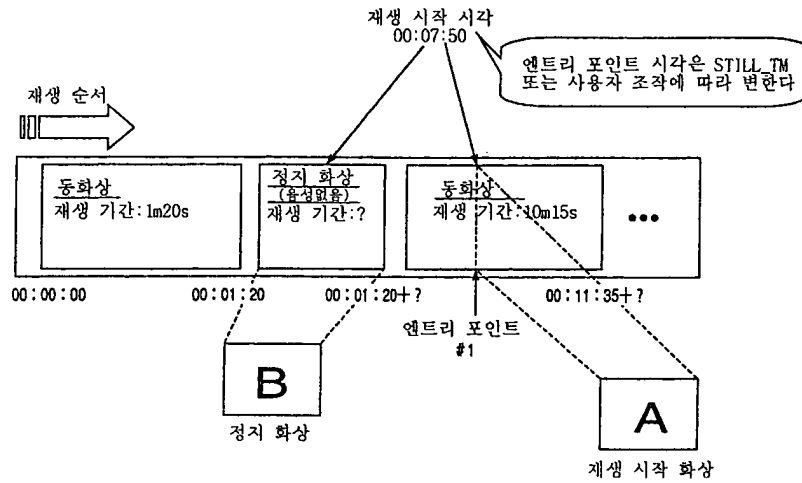 재생 시작 시각
00:07:50
엔트리 포인트 시각은 STILL_TM
또는 사용자 조작에 따라 변한다
재생 순서
동화상
재생 기간:1m20s
정지 화상
(음성없음)
재생 기간:?
동화상
재생 기간:10m15s
•••
00:00:00
00:01:20
00:01:20+?
00:11:35+?
엔트리 포인트
#1
B
정지 화상
A
재생 시작 화상